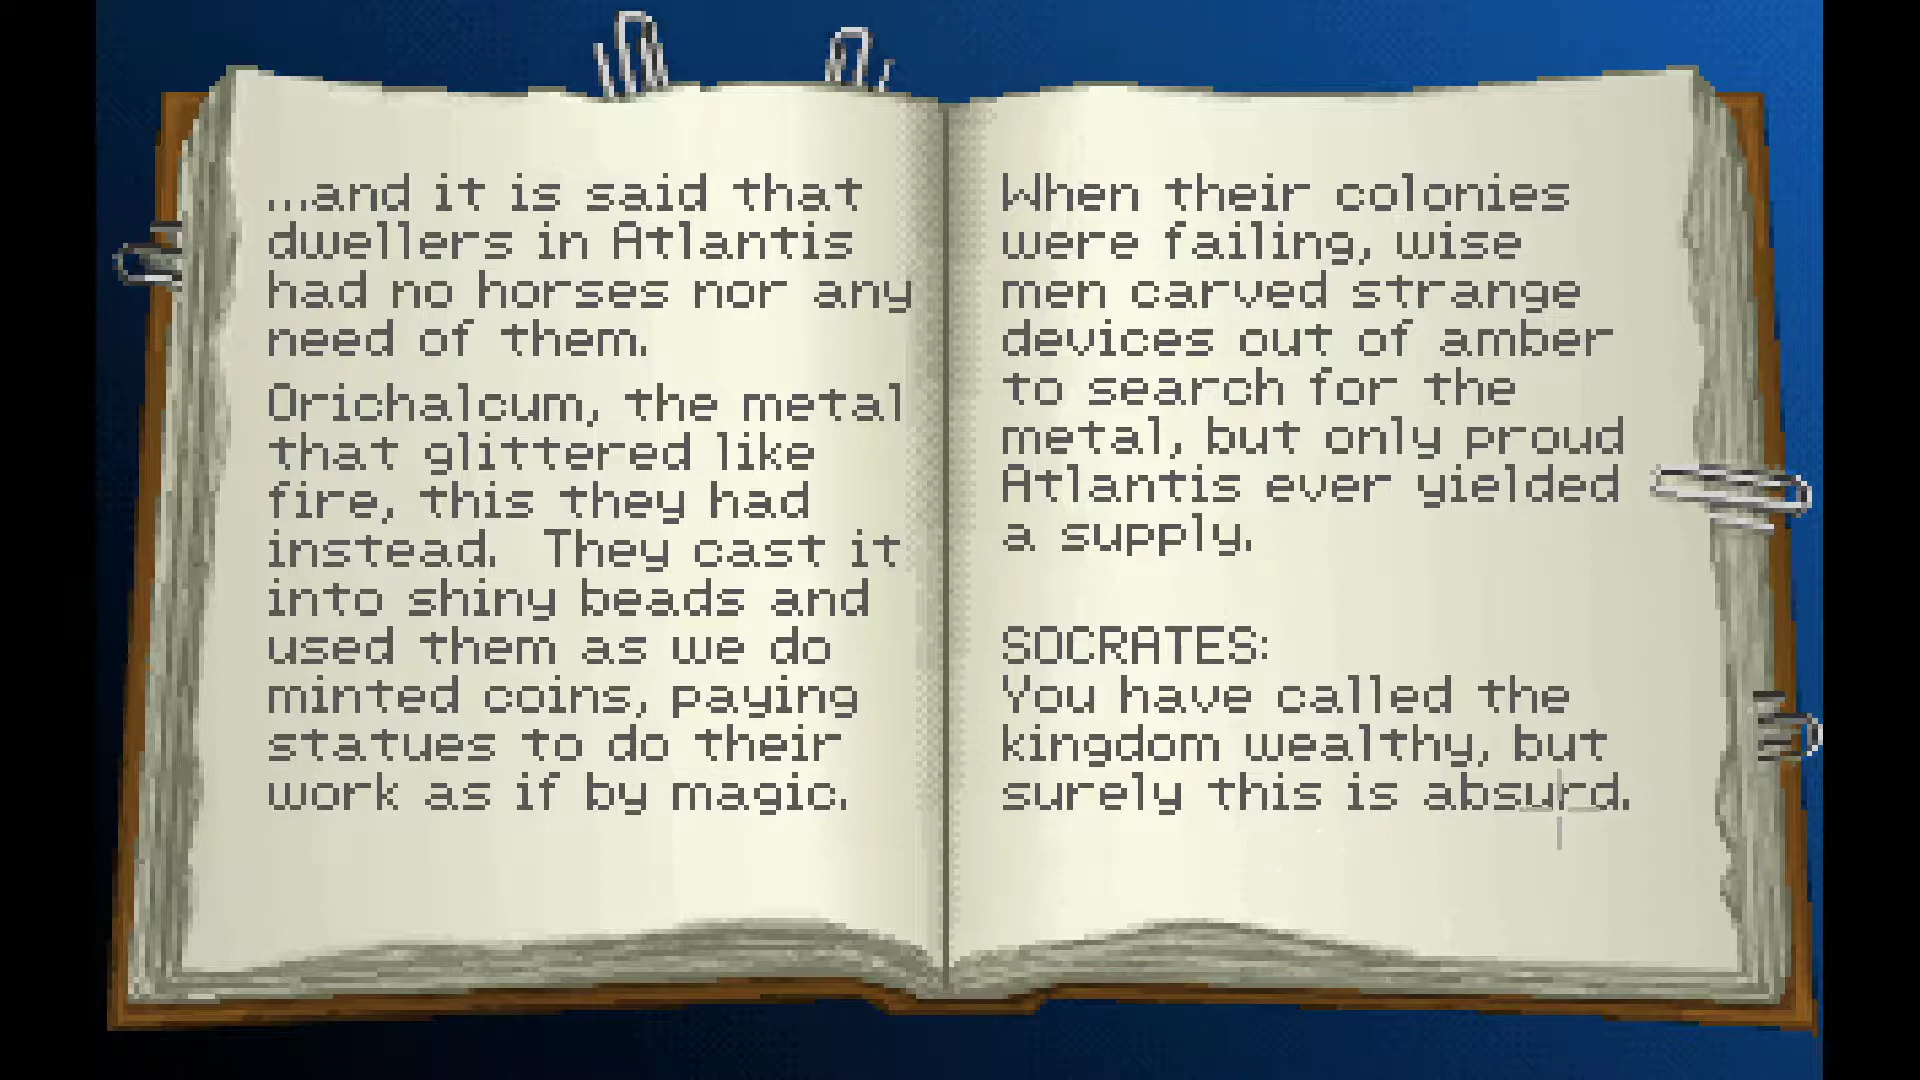 ...and it is said that
dwellers in Atlantis
had no horses nor any
need of them.
Orichalcum, the metal
that glittered like
fire, this they had
instead.  They cast it
into shiny beads and
used them as we do
minted coins, paying
statues to do their
work as if by magic.
When their colonies
were failing, wise
men carved strange
devices out of amber
to search for the
metal, but only proud
Atlantis ever yielded
a supply.
SOCRATES:
You have called the
kingdom wealthy, but
surely this is absurd.